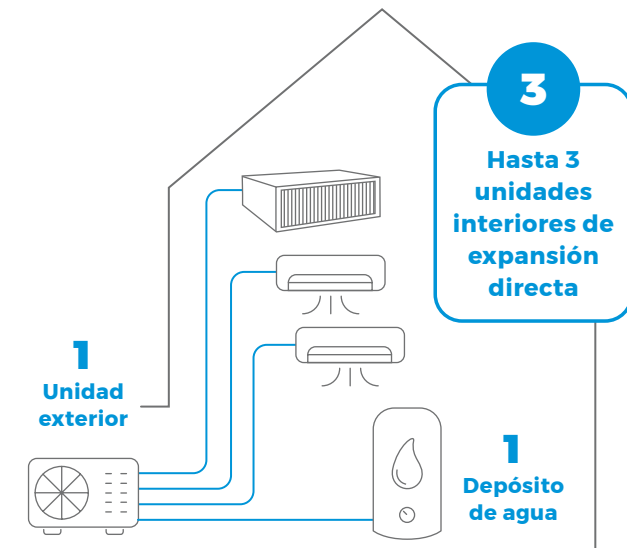 3
Hasta 3
unidades
interiores de
expansión
directa
1
Unidad
exterior
1
Depósito
de agua